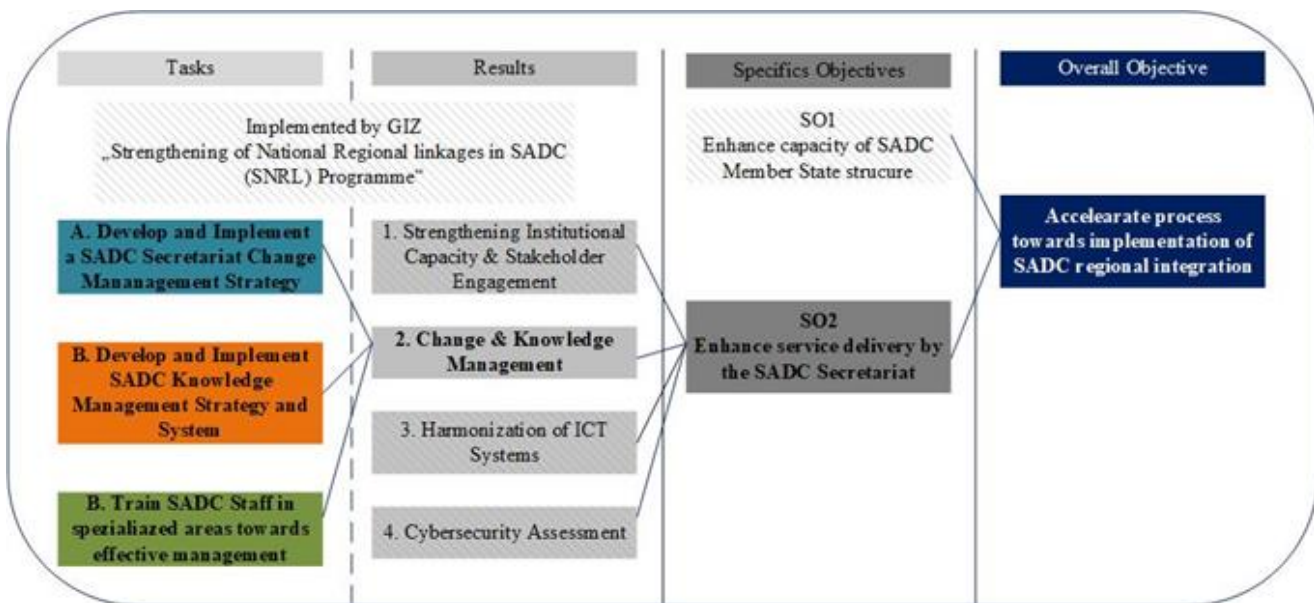 Tasks
Results
Specifics Objectives
Overall Objective
Implemented by GIZ
„Strengthening of National Regional linkages in SADC
(SNRL) Programme“
SO1
Enhance capacity of SADC
Member State strucure
A. Develop and Implement
a SADC Secretariat Change
Mananagement Strategy
B. Develop and Implement
SADC Knowledge
Management Strategy and
System
B. Train SADC Staff in
spezialiazed areas towards
effective management
1. Strengthening Institutional
Capacity & Stakeholder
Engagement
2. Change & Knowledge
Management
3. Harmonization of ICT
Systems
4. Cybersecurity Assessment
SO2
Enhance service delivery by
the SADC Secretariat
Accelearate process
towards implementation of
SADC regional integration